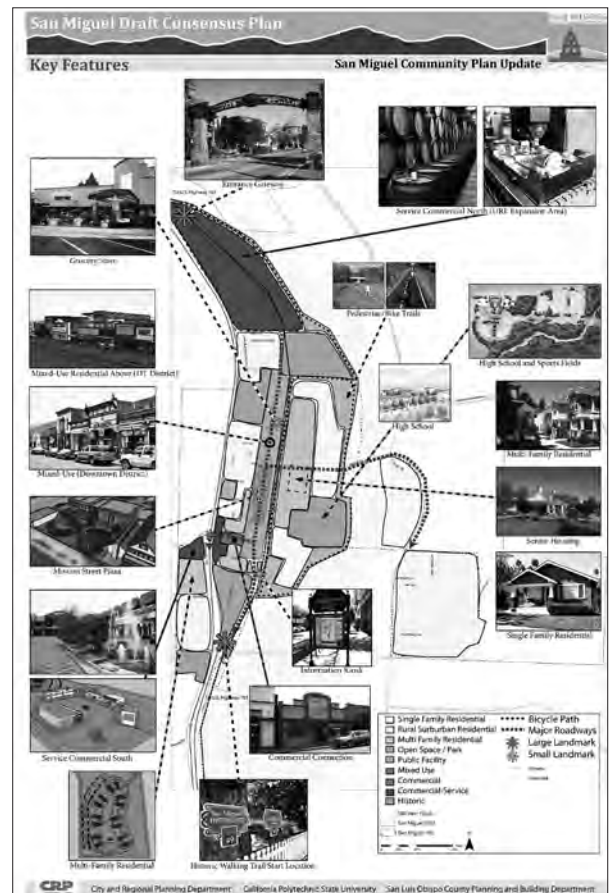 San Miguel Draft Consensus Plan
Key Features
San Miguel Community Plan Update
Entrance Gateway
Service Commercial North (URL Expansion Area)
Grocery Store
Pedestrian/Bike Trails
High School and Sports Fields
Mixed-Use Residential Above (DT District)
High School
Multi-Family Residential
Mixed-Use (Downtown District)
Senior Housing
Mission Street Plaza
Single Family Residential
Information Kiosk
Service Commercial South
Commercial Connection
Multi-Family Residential
Historic Walking Trail Start Location
Single Family Residential
Rural Surburban Residential
Multi Family Residential
Open Space / Park
Public Facility
Mixed Use
Commercial
Commercial/Service
Historic
Bicycle Path
Major Roadways
Large Landmark
Small Landmark
CRP
City and Regional Planning Department
California Polytechnic State University
San Luis Obispo County Planning and Building Department